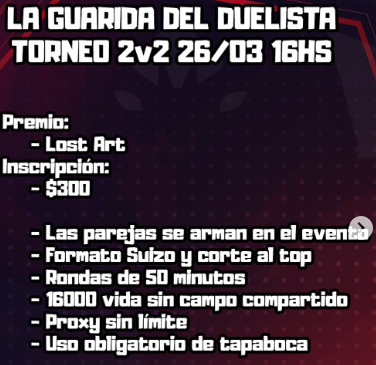 LA GUARIDA DEL DUELISTA
TORNEO 2v2 26/03 16HS
Premio:
- Lost Art
Inscripción:
- $300
- Las parejas se arman en el evento
- Formato Suizo y corte al top
- Rondas de 50 minutos
- 16000 vida sin campo compartido
- Proxy sin límite
- Uso obligatorio de tapaboca